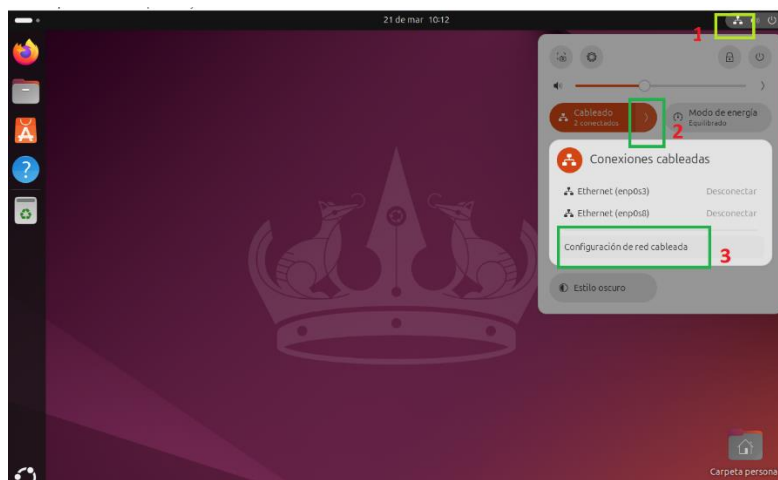 21 de mar 10:12
1
Cableado
2 conectados
2
Modo de energía
Equilibrado
Conexiones cableadas
Ethernet (enp0s3) Desconectar
Ethernet (enp0s8) Desconectar
Configuración de red cableada
3
Estilo oscuro
Carpeta persona